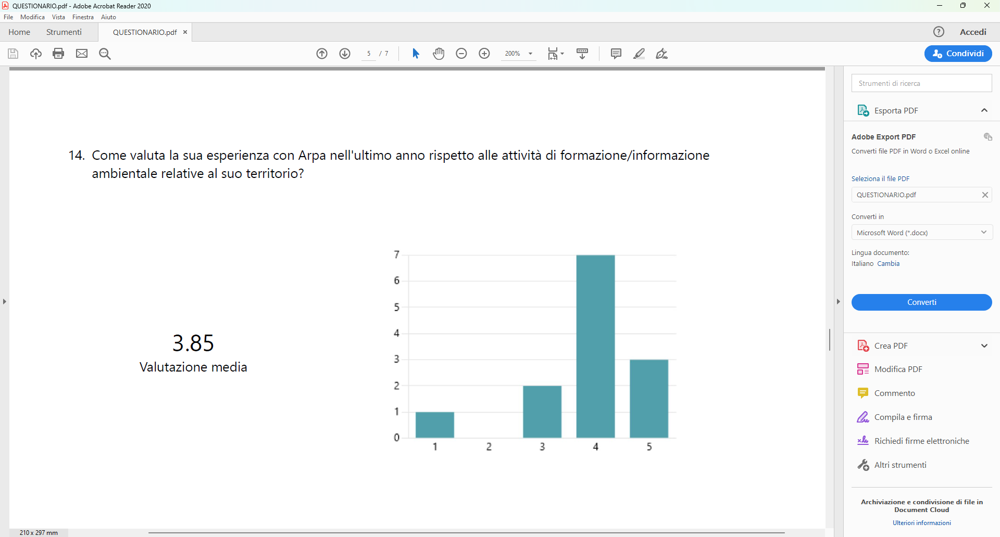 QUESTIONARIO.pdf - Adobe Acrobat Reader 2020
File Modifica Vista Finestra Aiuto
Home Strumenti QUESTIONARIO.pdf × ? Accedi
5 / 7 200% Condividi
14. Come valuta la sua esperienza con Arpa nell'ultimo anno rispetto alle attività di formazione/informazione
ambientale relative al suo territorio?
3.85
Valutazione media
7
6
5
4
3
2
1
0
1 2 3 4 5
210 x 297 mm
Strumenti di ricerca
Esporta PDF
Adobe Export PDF
Converti file PDF in Word o Excel online
Seleziona il file PDF
QUESTIONARIO.pdf
Converti in
Microsoft Word (*.docx)
Lingua documento:
Italiano Cambia
Converti
Crea PDF
Modifica PDF
Commento
Compila e firma
Richiedi firme elettroniche
Altri strumenti
Archiviazione e condivisione di file in
Document Cloud
Ulteriori informazioni